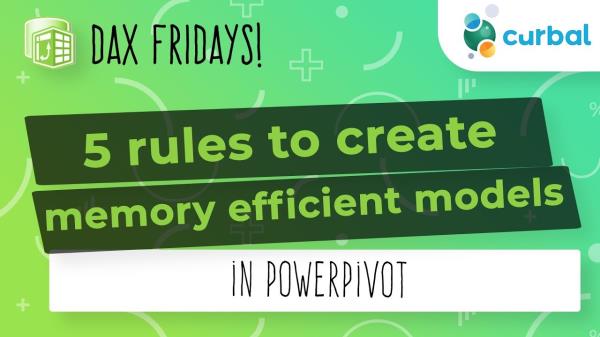 DAX FRIDAYS!
curbal
5 rules to create
memory efficient models
iN POWERPiVOT